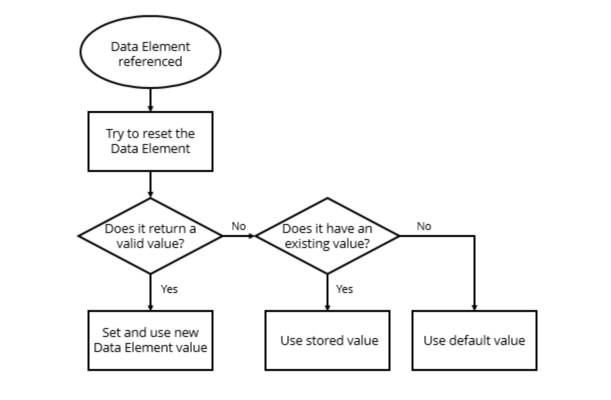 Data Element
referenced
Try to reset the
Data Element
Does it return a
valid value?
No
Does it have an
existing value?
No
Yes
Yes
Set and use new
Data Element value
Use stored value
Use default value